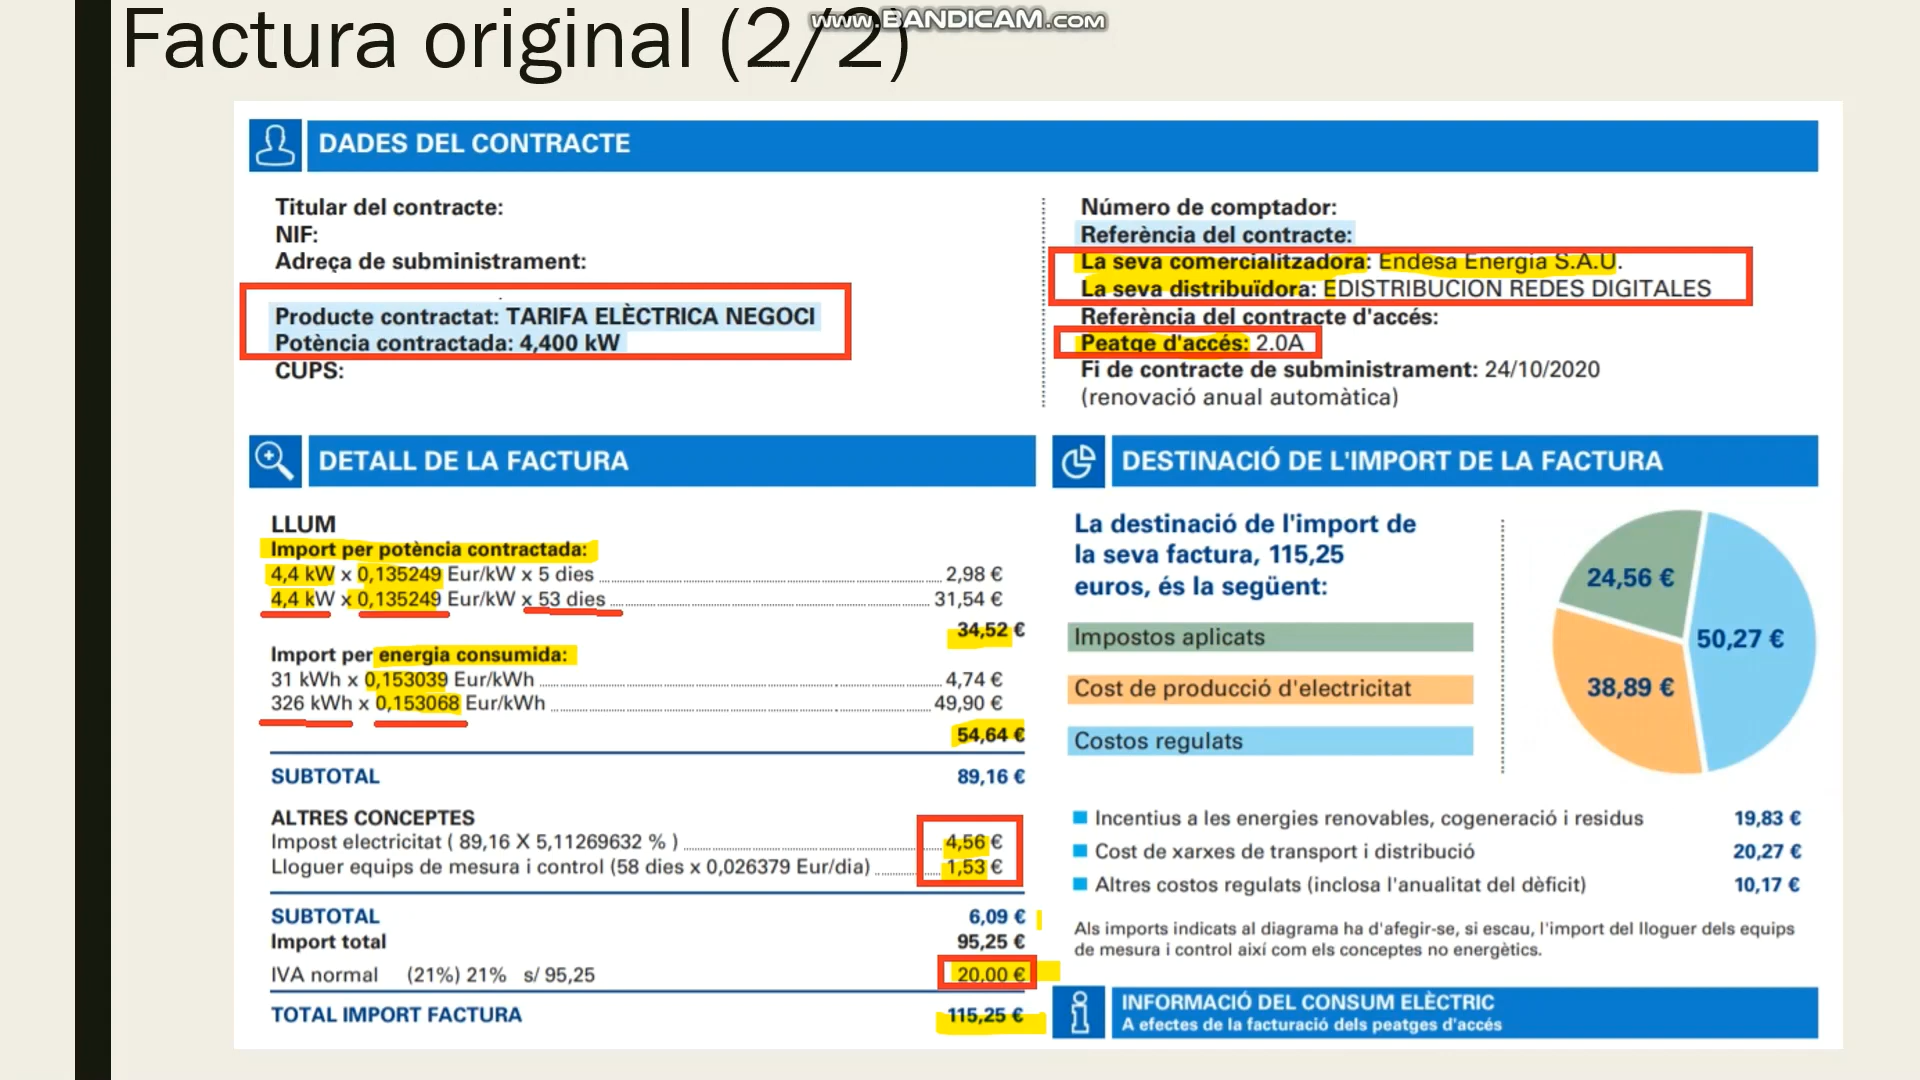 Factura original (2/2)
www.BANDICAM.com
DADES DEL CONTRACTE
Titular del contracte:
NIF:
Adreça de subministrament:
Producte contractat: TARIFA ELÈCTRICA NEGOCI
Potència contractada: 4,400 kW
CUPS:
Número de comptador:
Referència del contracte:
La seva comercialitzadora: Endesa Energía S.A.U.
La seva distribuïdora: EDISTRIBUCION REDES DIGITALES
Referència del contracte d'accés:
Peatge d'accés: 2.0A
Fi de contracte de subministrament: 24/10/2020
(renovació anual automàtica)
DETALL DE LA FACTURA
LLUM
Import per potència contractada:
4,4 kW x 0,135249 Eur/kW x 5 dies 2,98 €
4,4 kW x 0,135249 Eur/kW x 53 dies 31,54 €
34,52 €
Import per energia consumida:
31 kWh x 0,153039 Eur/kWh 4,74 €
326 kWh x 0,153068 Eur/kWh 49,90 €
54,64 €
SUBTOTAL 89,16 €
ALTRES CONCEPTES
Impost electricitat ( 89,16 X 5,11269632 % ) 4,56 €
Lloguer equips de mesura i control (58 dies x 0,026379 Eur/dia) 1,53 €
SUBTOTAL 6,09 €
Import total 95,25 €
IVA normal (21%) 21% s/ 95,25 20,00 €
TOTAL IMPORT FACTURA 115,25 €
DESTINACIÓ DE L'IMPORT DE LA FACTURA
La destinació de l'import de
la seva factura, 115,25
euros, és la següent:
Impostos aplicats
Cost de producció d'electricitat
Costos regulats
24,56 €
50,27 €
38,89 €
Incentius a les energies renovables, cogeneració i residus 19,83 €
Cost de xarxes de transport i distribució 20,27 €
Altres costos regulats (inclosa l'anualitat del dèficit) 10,17 €
Als imports indicats al diagrama ha d'afegir-se, si escau, l'import del lloguer dels equips
de mesura i control així com els conceptes no energètics.
INFORMACIÓ DEL CONSUM ELÈCTRIC
A efectes de la facturació dels peatges d'accés